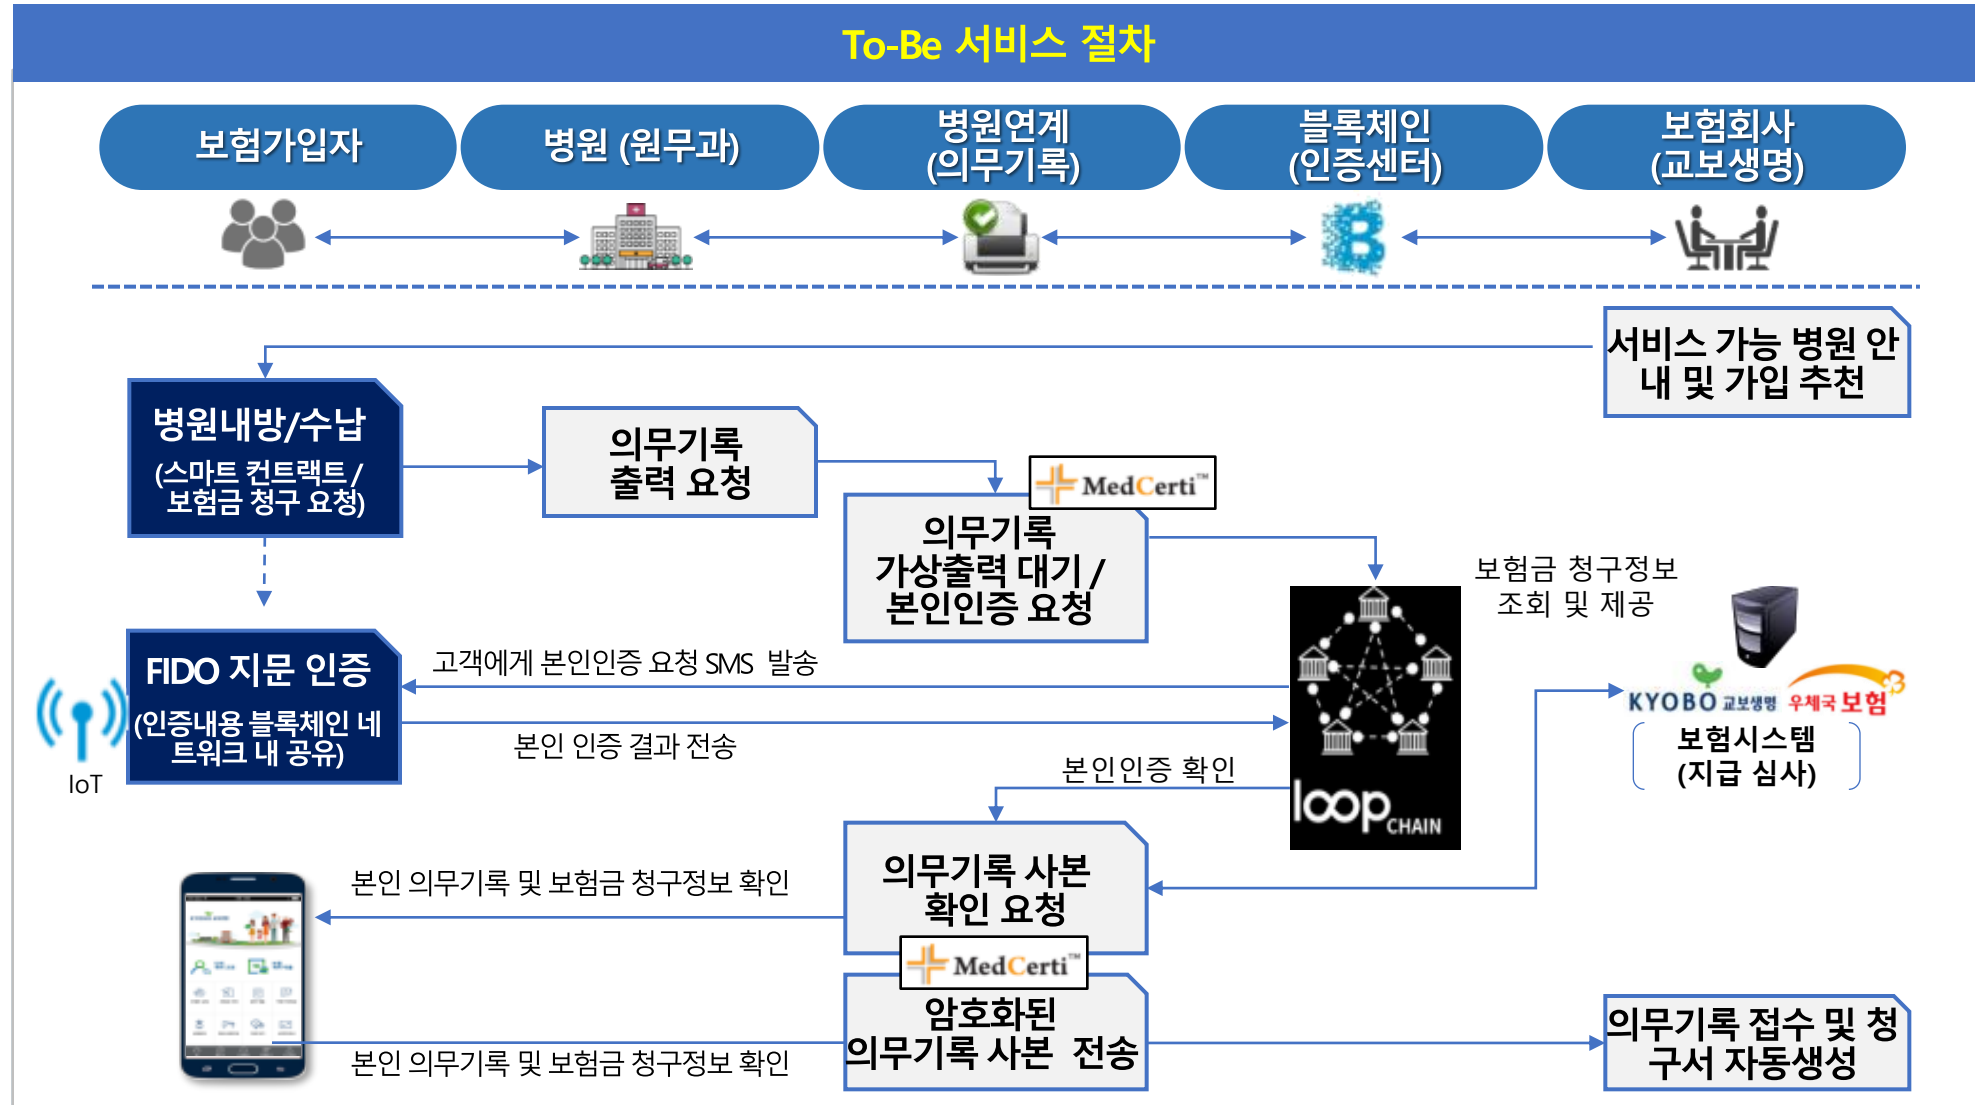 To-Be 서비스 절차
보험가입자
병원 (원무과)
병원연계
(의무기록)
블록체인
(인증센터)
보험회사
(교보생명)
서비스 가능 병원 안
내 및 가입 추천
병원내방/수납
(스마트 컨트랙트 /
보험금 청구 요청)
의무기록
출력 요청
MedCerti™
의무기록
가상출력 대기 /
본인인증 요청
보험금 청구정보
조회 및 제공
FIDO 지문 인증
(인증내용 블록체인 네
트워크 내 공유)
IoT
고객에게 본인인증 요청 SMS 발송
본인 인증 결과 전송
KYOBO 교보생명
우체국 보험
보험시스템
(지급 심사)
본인인증 확인
loop
CHAIN
의무기록 사본
확인 요청
본인 의무기록 및 보험금 청구정보 확인
MedCerti™
암호화된
의무기록 사본 전송
본인 의무기록 및 보험금 청구정보 확인
의무기록 접수 및 청
구서 자동생성